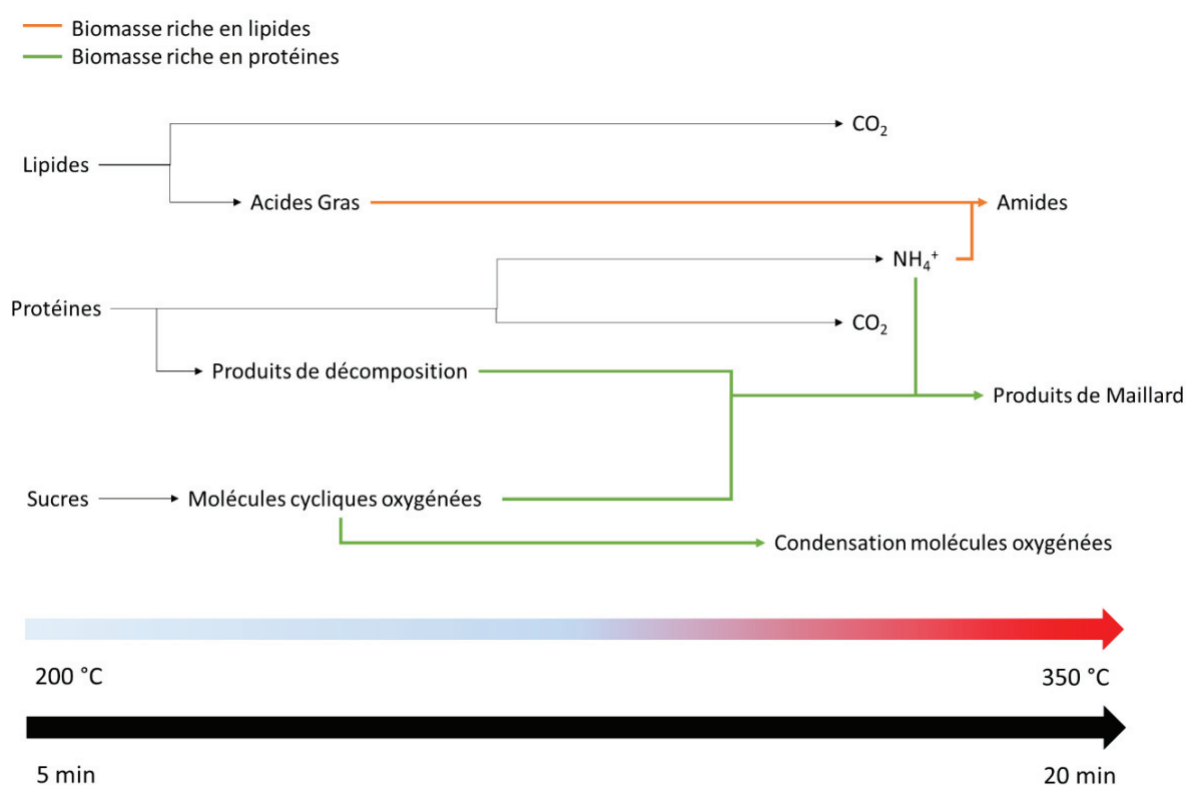 Biomasse riche en lipides
Biomasse riche en protéines
CO₂
Lipides
Acides Gras
Amides
NH₄⁺
Protéines
CO₂
Produits de décomposition
Produits de Maillard
Sucres
Molécules cycliques oxygénées
Condensation molécules oxygénées
200 °C
350 °C
5 min
20 min